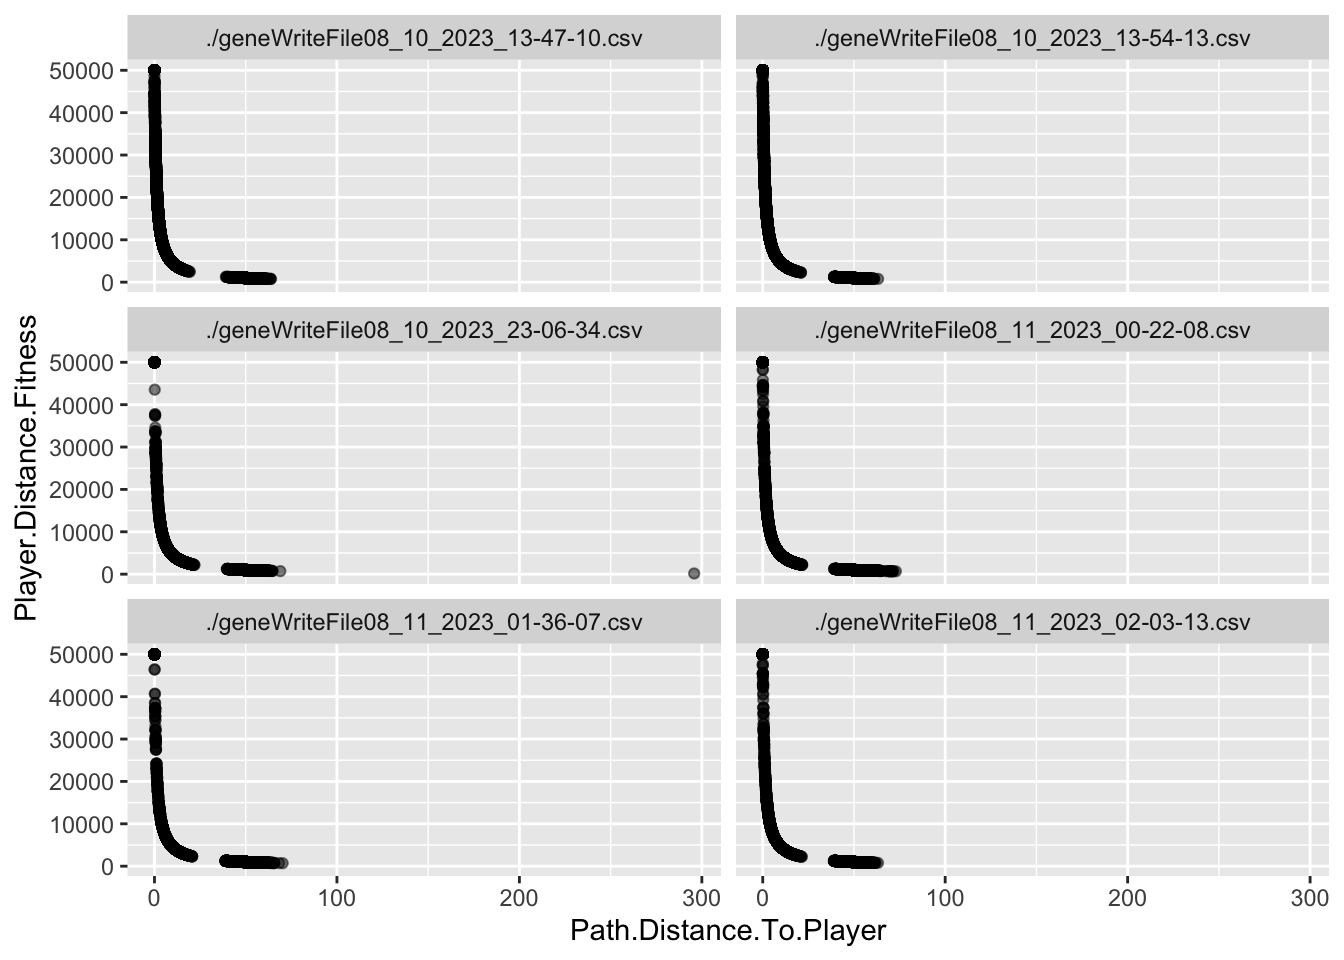 ./geneWriteFile08_10_2023_13-47-10.csv
./geneWriteFile08_10_2023_13-54-13.csv
50000
40000
30000
20000
10000
0
./geneWriteFile08_10_2023_23-06-34.csv
./geneWriteFile08_11_2023_00-22-08.csv
50000
40000
30000
20000
10000
0
Player.Distance.Fitness
./geneWriteFile08_11_2023_01-36-07.csv
./geneWriteFile08_11_2023_02-03-13.csv
50000
40000
30000
20000
10000
0
0 100 200 300
0 100 200 300
Path.Distance.To.Player